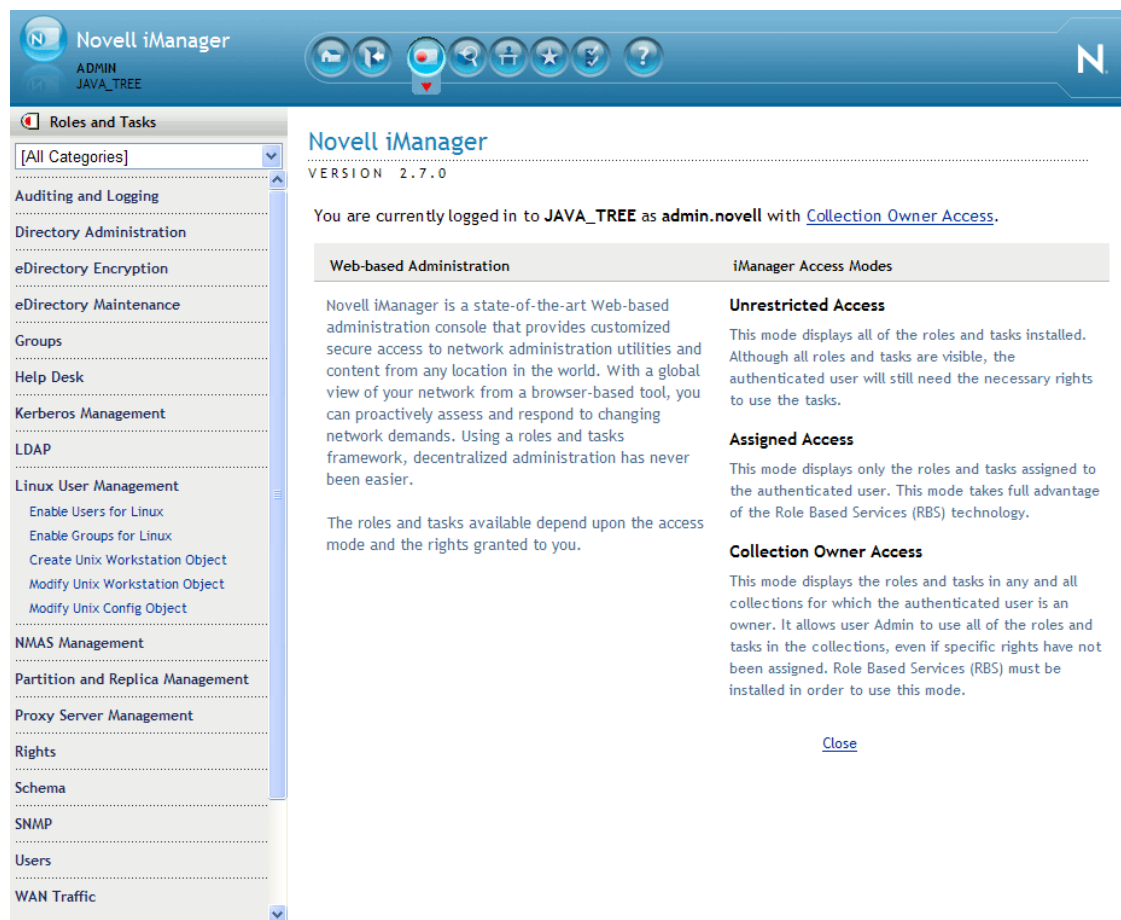 Novell iManager
ADMIN
JAVA_TREE
N
?
N
Roles and Tasks
[All Categories]
Auditing and Logging
Directory Administration
eDirectory Encryption
eDirectory Maintenance
Groups
Help Desk
Kerberos Management
LDAP
Linux User Management
Enable Users for Linux
Enable Groups for Linux
Create Unix Workstation Object
Modify Unix Workstation Object
Modify Unix Config Object
NMAS Management
Partition and Replica Management
Proxy Server Management
Rights
Schema
SNMP
Users
WAN Traffic
Novell iManager
VERSION 2.7.0
You are currently logged in to JAVA_TREE as admin.novell with Collection Owner Access.
Web-based Administration
Novell iManager is a state-of-the-art Web-based
administration console that provides customized
secure access to network administration utilities and
content from any location in the world. With a global
view of your network from a browser-based tool, you
can proactively assess and respond to changing
network demands. Using a roles and tasks
framework, decentralized administration has never
been easier.
The roles and tasks available depend upon the access
mode and the rights granted to you.
iManager Access Modes
Unrestricted Access
This mode displays all of the roles and tasks installed.
Although all roles and tasks are visible, the
authenticated user will still need the necessary rights
to use the tasks.
Assigned Access
This mode displays only the roles and tasks assigned to
the authenticated user. This mode takes full advantage
of the Role Based Services (RBS) technology.
Collection Owner Access
This mode displays the roles and tasks in any and all
collections for which the authenticated user is an
owner. It allows user Admin to use all of the roles and
tasks in the collections, even if specific rights have not
been assigned. Role Based Services (RBS) must be
installed in order to use this mode.
Close